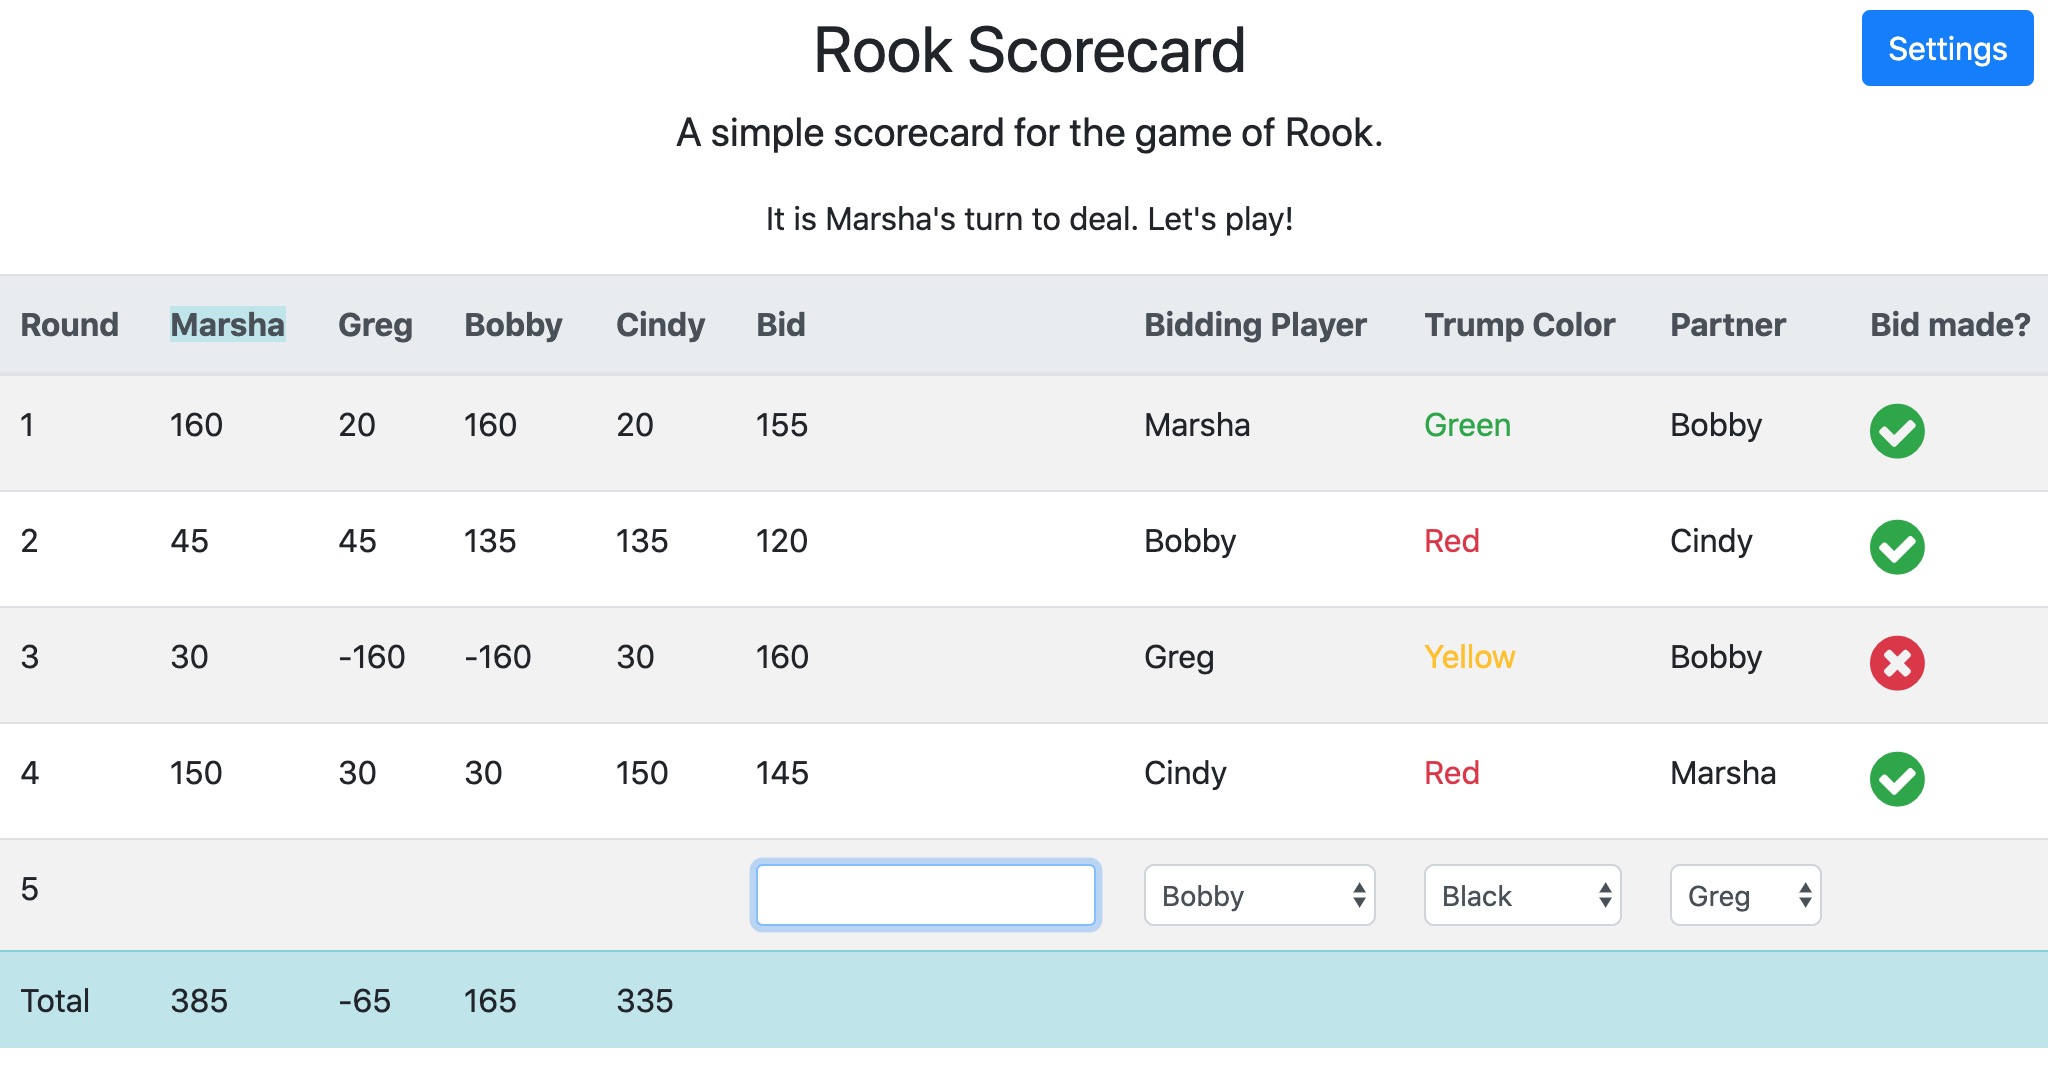 Rook Scorecard
Settings
A simple scorecard for the game of Rook.
It is Marsha's turn to deal. Let's play!
Round Marsha Greg Bobby Cindy Bid Bidding Player Trump Color Partner Bid made?
1 160 20 160 20 155 Marsha Green Bobby
2 45 45 135 135 120 Bobby Red Cindy
3 30 -160 -160 30 160 Greg Yellow Bobby
4 150 30 30 150 145 Cindy Red Marsha
5 Bobby Black Greg
Total 385 -65 165 335